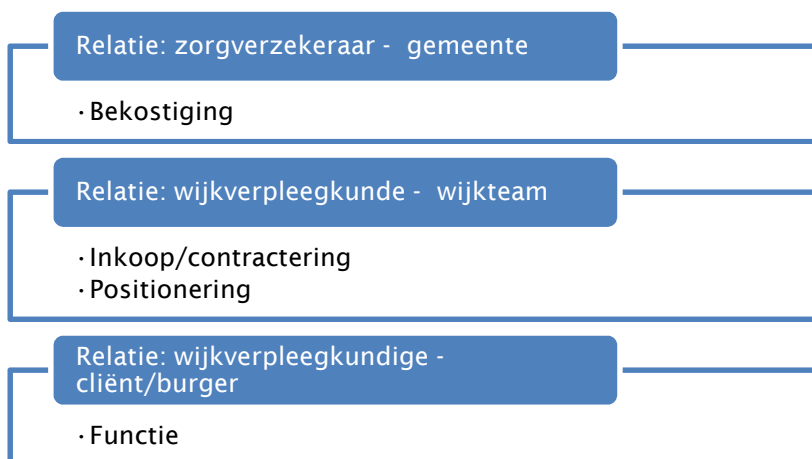 Relatie: zorgverzekeraar - gemeente
·Bekostiging
Relatie: wijkverpleegkunde - wijkteam
·Inkoop/contractering
·Positionering
Relatie: wijkverpleegkundige -
cliënt/burger
·Functie